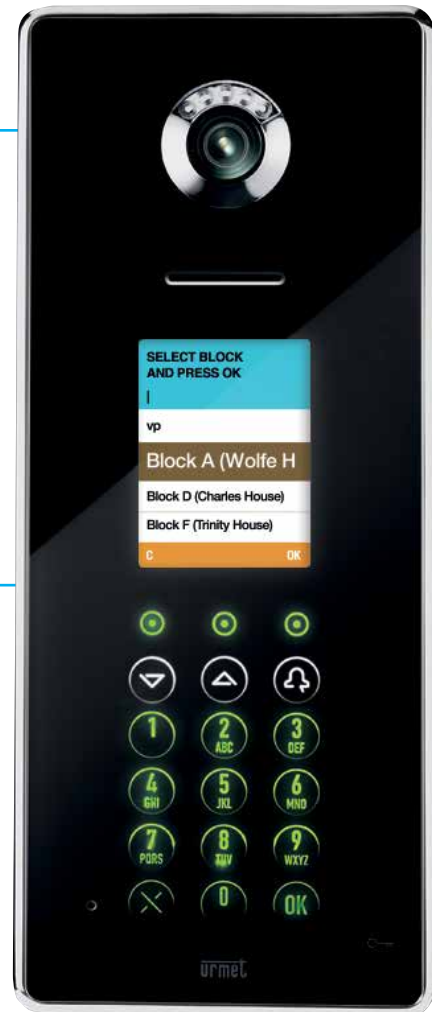 SELECT BLOCK
AND PRESS OK
vp
Block A (Wolfe H
Block D (Charles House)
Block F (Trinity House)
C OK
1 2 3
ABC DEF
4 5 6
GHI JKL MNO
7 8 9
PQRS TUV WXYZ
0 OK
urmet